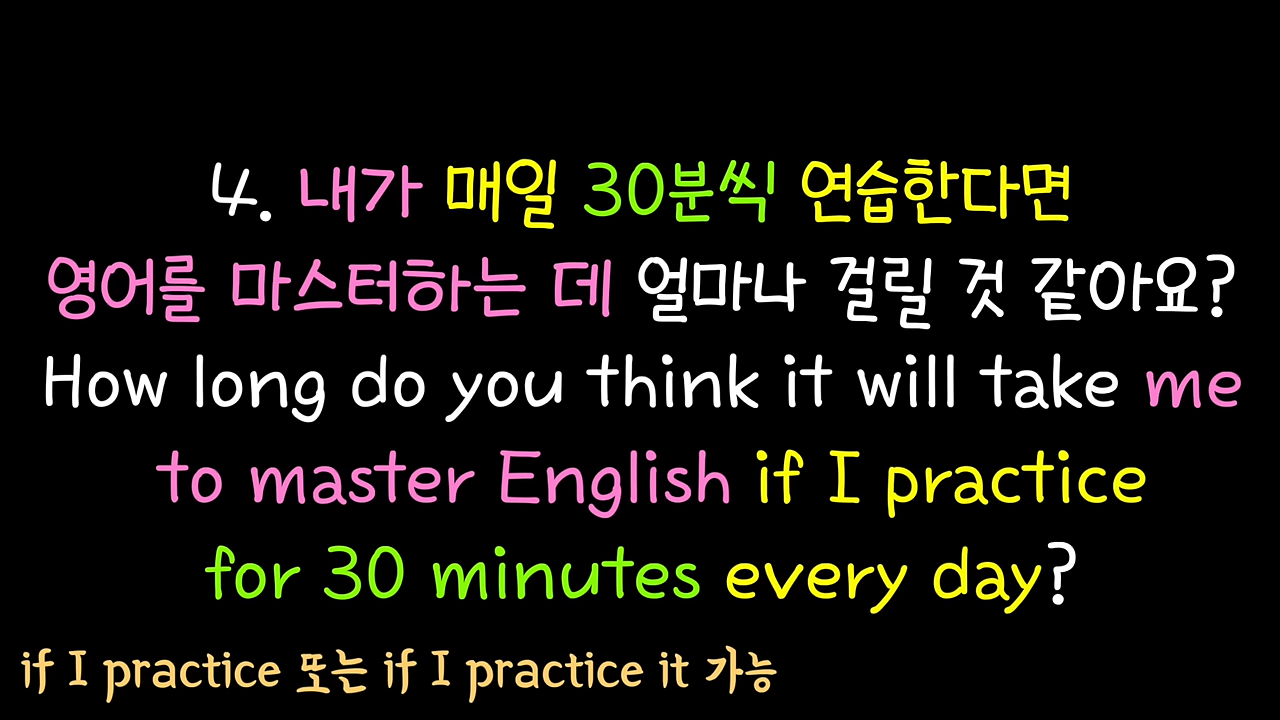 4. 내가 매일 30분씩 연습한다면
영어를 마스터하는 데 얼마나 걸릴 것 같아요?
How long do you think it will take me
to master English if I practice
for 30 minutes every day?
if I practice 또는 if I practice it 가능